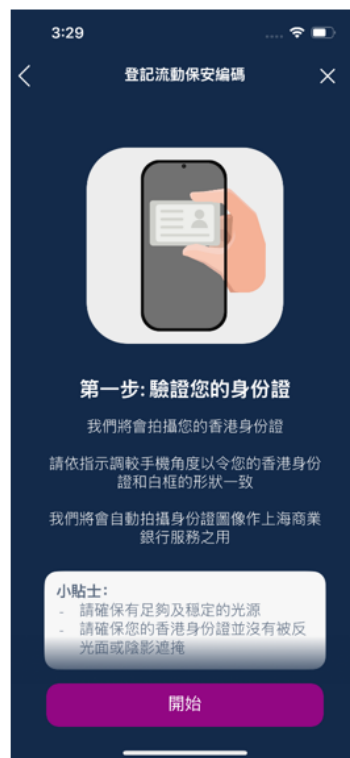 3:29
登記流動保安編碼
第一步: 驗證您的身份證
我們將會拍攝您的香港身份證
請依指示調較手機角度以令您的香港身份
證和白框的形狀一致
我們將會自動拍攝身份證圖像作上海商業
銀行服務之用
小貼士:
- 請確保有足夠及穩定的光源
- 請確保您的香港身份證並沒有被反
光面或陰影遮掩
開始